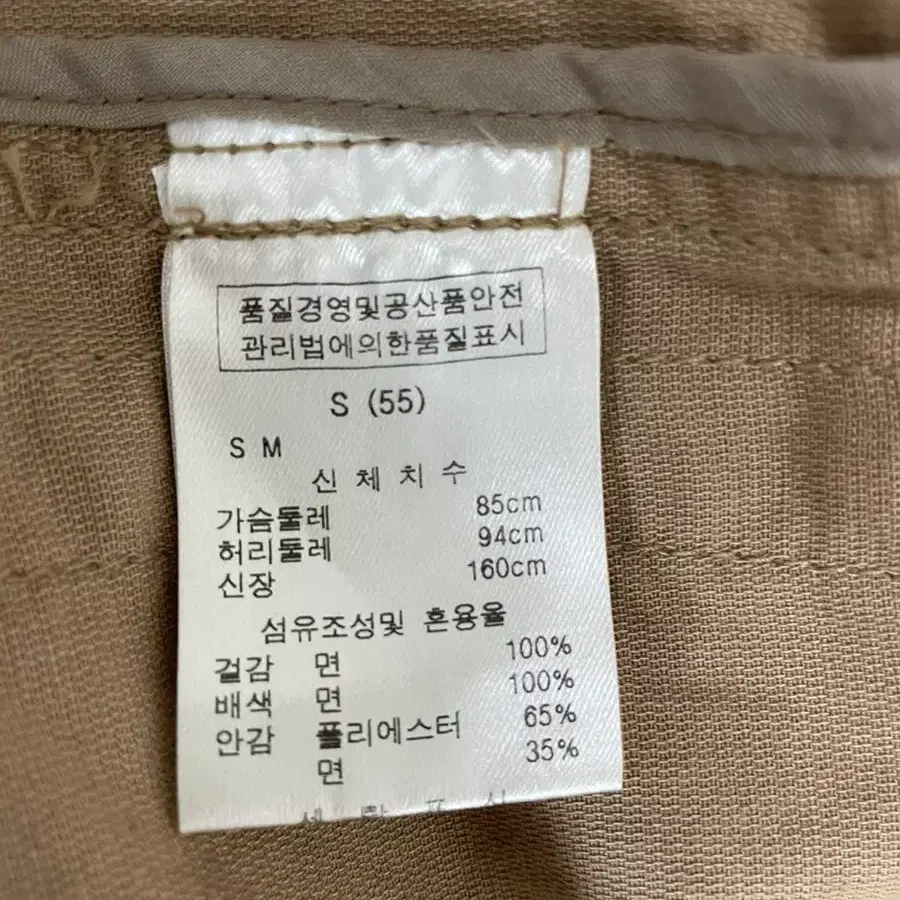 품질경영및공산품안전
관리법에의한품질표시
S (55)
S M
신 체 치 수
가슴둘레 85cm
허리둘레 94cm
신장 160cm
섬유조성및 흔용율
걸감 면 100%
배색 면 100%
안감 폴리에스터 65%
면 35%